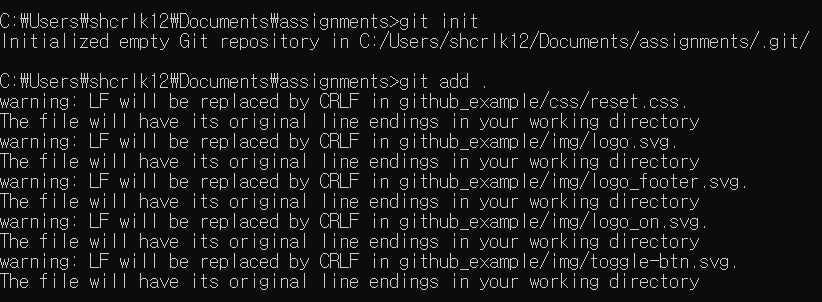 C:₩Users₩shcrlk12₩Documents₩assignments>git init
Initialized empty Git repository in C:/Users/shcrlk12/Documents/assignments/.git/
C:₩Users₩shcrlk12₩Documents₩assignments>git add .
warning: LF will be replaced by CRLF in github_example/css/reset.css.
The file will have its original line endings in your working directory
warning: LF will be replaced by CRLF in github_example/img/logo.svg.
The file will have its original line endings in your working directory
warning: LF will be replaced by CRLF in github_example/img/logo_footer.svg.
The file will have its original line endings in your working directory
warning: LF will be replaced by CRLF in github_example/img/logo_on.svg.
The file will have its original line endings in your working directory
warning: LF will be replaced by CRLF in github_example/img/toggle-btn.svg.
The file will have its original line endings in your working directory